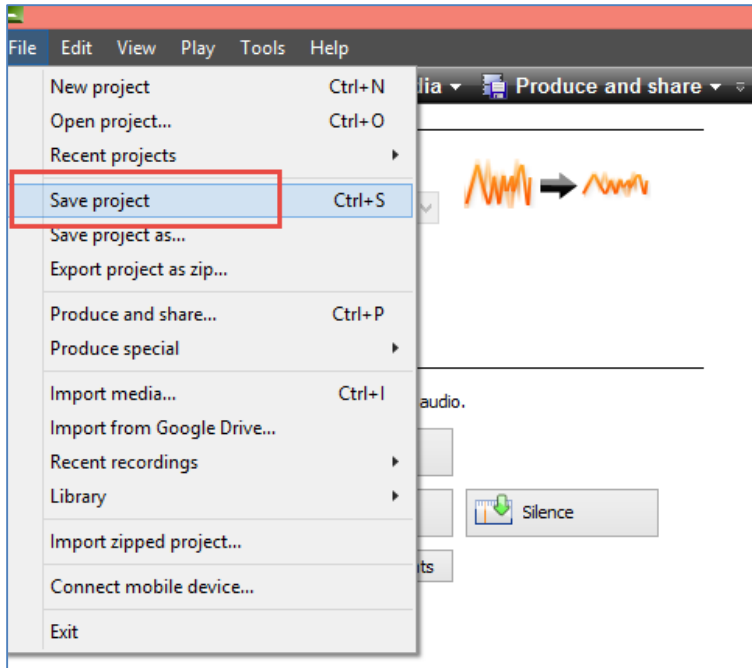 File Edit View Play Tools Help
Produce and share
New project Ctrl+N
Open project... Ctrl+O
Recent projects
Save project Ctrl+S
Save project as...
Export project as zip...
Produce and share... Ctrl+P
Produce special
Import media... Ctrl+I
audio.
Import from Google Drive...
Recent recordings
Library
Silence
Import zipped project...
Connect mobile device...
Exit